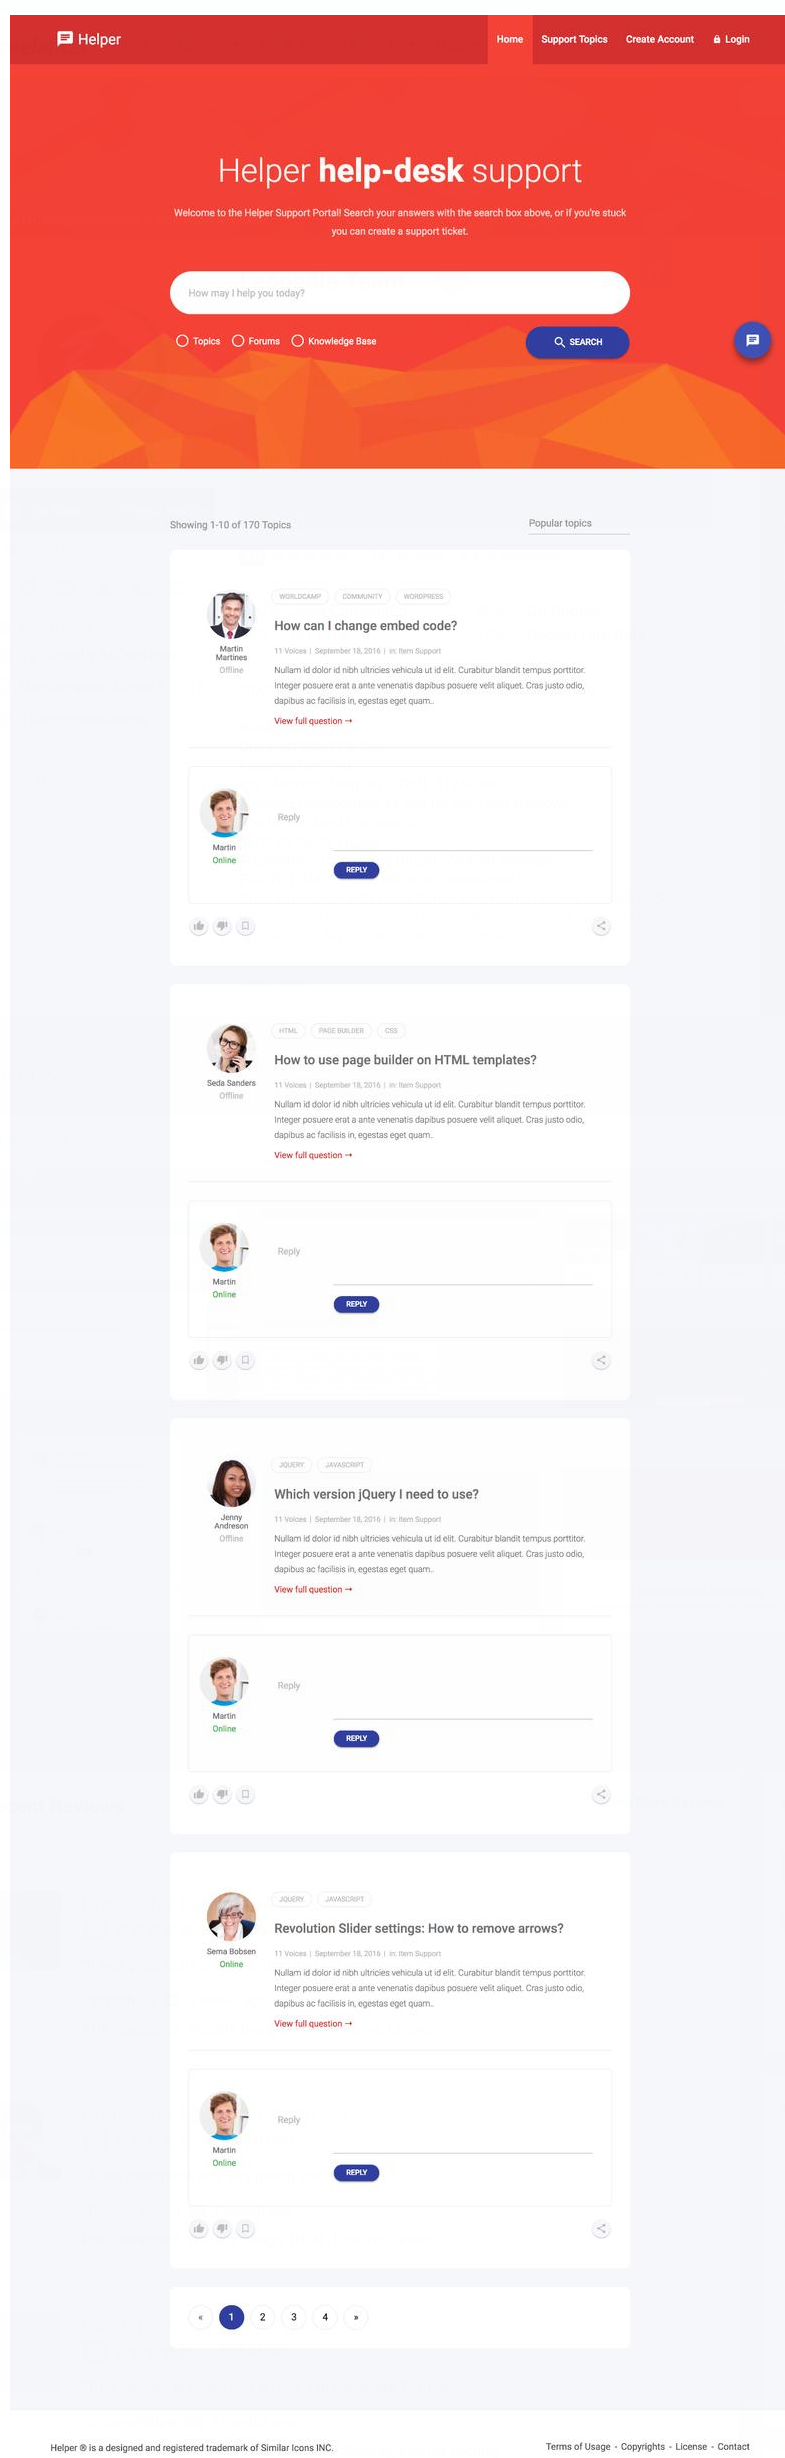 Helper
Home Support Topics Create Account Login
Helper help-desk support
Welcome to the Helper Support Portal! Search your answers with the search box above, or if you're stuck
you can create a support ticket.
How may I help you today?
Topics Forums Knowledge Base SEARCH
Showing 1-10 of 170 Topics Popular topics
WORLDCAMP COMMUNITY WORDPRESS
How can I change embed code?
Martin
Martines
Offline
11 Voices | September 18, 2016 | in: Item Support
Nullam id dolor id nibh ultricies vehicula ut id elit. Curabitur blandit tempus porttitor.
Integer posuere erat a ante venenatis dapibus posuere velit aliquet. Cras justo odio,
dapibus ac facilisis in, egestas eget quam..
View full question →
Reply
Martin
Online
REPLY
HTML PAGE BUILDER CSS
How to use page builder on HTML templates?
Seda Sanders
Offline
11 Voices | September 18, 2016 | in: Item Support
Nullam id dolor id nibh ultricies vehicula ut id elit. Curabitur blandit tempus porttitor.
Integer posuere erat a ante venenatis dapibus posuere velit aliquet. Cras justo odio,
dapibus ac facilisis in, egestas eget quam..
View full question →
Reply
Martin
Online
REPLY
JQUERY JAVASCRIPT
Which version jQuery I need to use?
Jenny
Andreson
Offline
11 Voices | September 18, 2016 | in: Item Support
Nullam id dolor id nibh ultricies vehicula ut id elit. Curabitur blandit tempus porttitor.
Integer posuere erat a ante venenatis dapibus posuere velit aliquet. Cras justo odio,
dapibus ac facilisis in, egestas eget quam..
View full question →
Reply
Martin
Online
REPLY
JQUERY JAVASCRIPT
Revolution Slider settings: How to remove arrows?
Sema Bobsen
Online
11 Voices | September 18, 2016 | in: Item Support
Nullam id dolor id nibh ultricies vehicula ut id elit. Curabitur blandit tempus porttitor.
Integer posuere erat a ante venenatis dapibus posuere velit aliquet. Cras justo odio,
dapibus ac facilisis in, egestas eget quam..
View full question →
Reply
Martin
Online
REPLY
« 1 2 3 4 »
Helper ® is a designed and registered trademark of Similar Icons INC. Terms of Usage - Copyrights - License - Contact